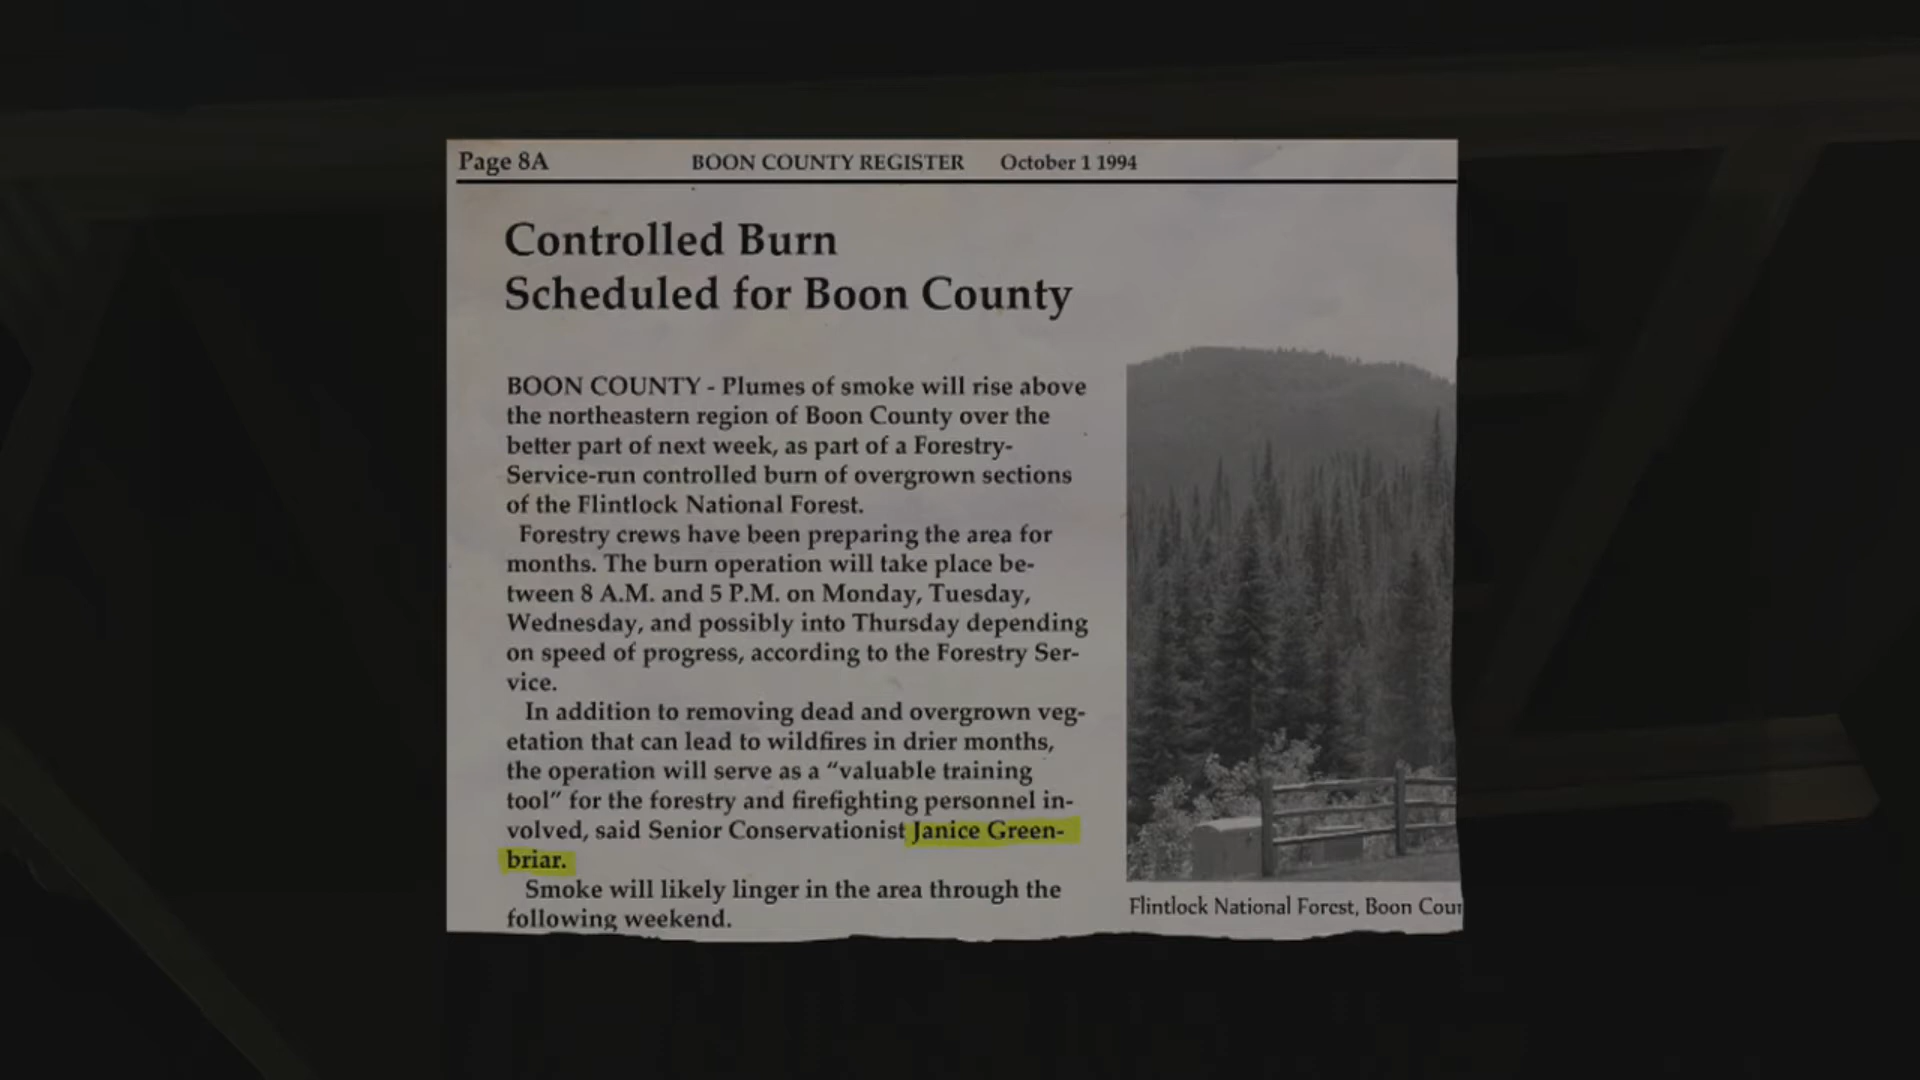 Page 8A BOON COUNTY REGISTER October 1 1994
Controlled Burn
Scheduled for Boon County
BOON COUNTY - Plumes of smoke will rise above
the northeastern region of Boon County over the
better part of next week, as part of a Forestry-
Service-run controlled burn of overgrown sections
of the Flintlock National Forest.
Forestry crews have been preparing the area for
months. The burn operation will take place be-
tween 8 A.M. and 5 P.M. on Monday, Tuesday,
Wednesday, and possibly into Thursday depending
on speed of progress, according to the Forestry Ser-
vice.
In addition to removing dead and overgrown veg-
etation that can lead to wildfires in drier months,
the operation will serve as a “valuable training
tool” for the forestry and firefighting personnel in-
volved, said Senior Conservationist Janice Green-
briar.
Smoke will likely linger in the area through the
following weekend.
Flintlock National Forest, Boon Coun